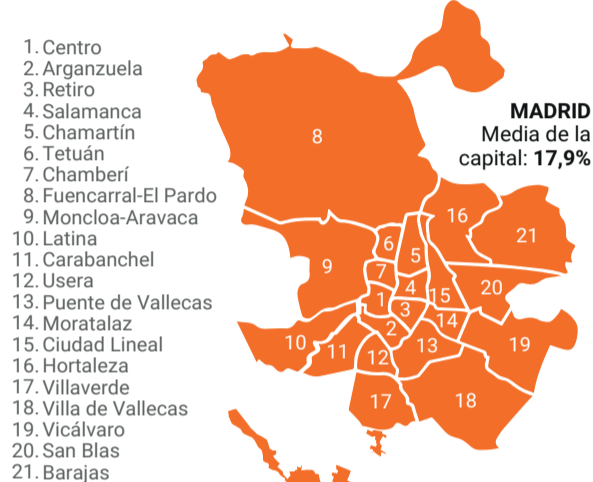 1. Centro
2. Arganzuela
3. Retiro
4. Salamanca
5. Chamartín
6. Tetuán
7. Chamberí
8. Fuencarral-El Pardo
9. Moncloa-Aravaca
10. Latina
11. Carabanchel
12. Usera
13. Puente de Vallecas
14. Moratalaz
15. Ciudad Lineal
16. Hortaleza
17. Villaverde
18. Villa de Vallecas
19. Vicálvaro
20. San Blas
21. Barajas
MADRID
Media de la
capital: 17,9%
8
16
21
6
5
9
7
4
20
1
15
3
14
2
10
11
12
13
19
17
18